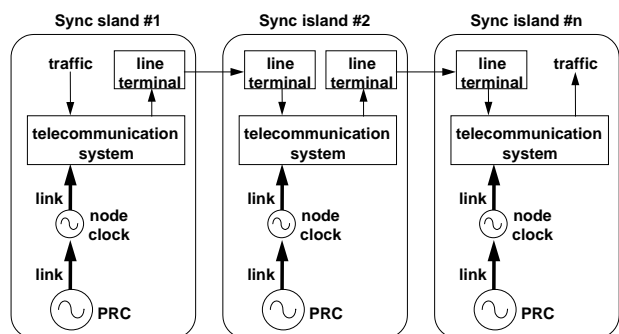 Sync sland #1
traffic
line
terminal
telecommunication
system
link
node
clock
link
PRC
Sync island #2
line
terminal
line
terminal
telecommunication
system
link
node
clock
link
PRC
Sync island #n
line
terminal
traffic
telecommunication
system
link
node
clock
link
PRC